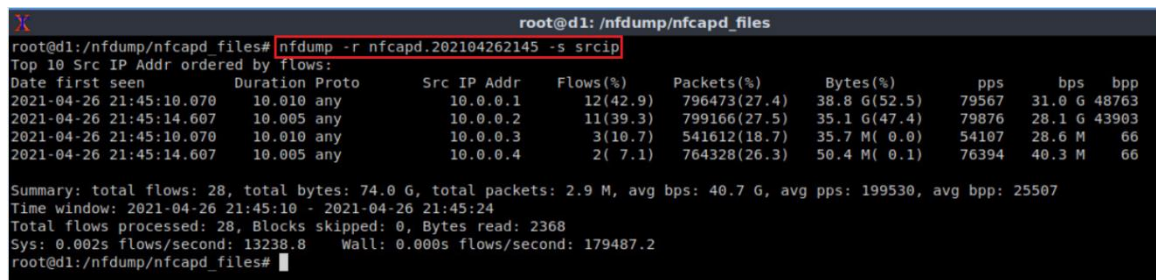 root@d1: /nfdump/nfcapd_files
root@d1:/nfdump/nfcapd_files# nfdump -r nfcapd.202104262145 -s srcip
Top 10 Src IP Addr ordered by flows:
Date first seen Duration Proto Src IP Addr Flows(%) Packets(%) Bytes(%) pps bps bpp
2021-04-26 21:45:10.070 10.010 any 10.0.0.1 12(42.9) 796473(27.4) 38.8 G(52.5) 79567 31.0 G 48763
2021-04-26 21:45:14.607 10.005 any 10.0.0.2 11(39.3) 799166(27.5) 35.1 G(47.4) 79876 28.1 G 43903
2021-04-26 21:45:10.070 10.010 any 10.0.0.3 3(10.7) 541612(18.7) 35.7 M( 0.0) 54107 28.6 M 66
2021-04-26 21:45:14.607 10.005 any 10.0.0.4 2( 7.1) 764328(26.3) 50.4 M( 0.1) 76394 40.3 M 66
Summary: total flows: 28, total bytes: 74.0 G, total packets: 2.9 M, avg bps: 40.7 G, avg pps: 199530, avg bpp: 25507
Time window: 2021-04-26 21:45:10 - 2021-04-26 21:45:24
Total flows processed: 28, Blocks skipped: 0, Bytes read: 2368
Sys: 0.002s flows/second: 13238.8 Wall: 0.000s flows/second: 179487.2
root@d1:/nfdump/nfcapd_files#